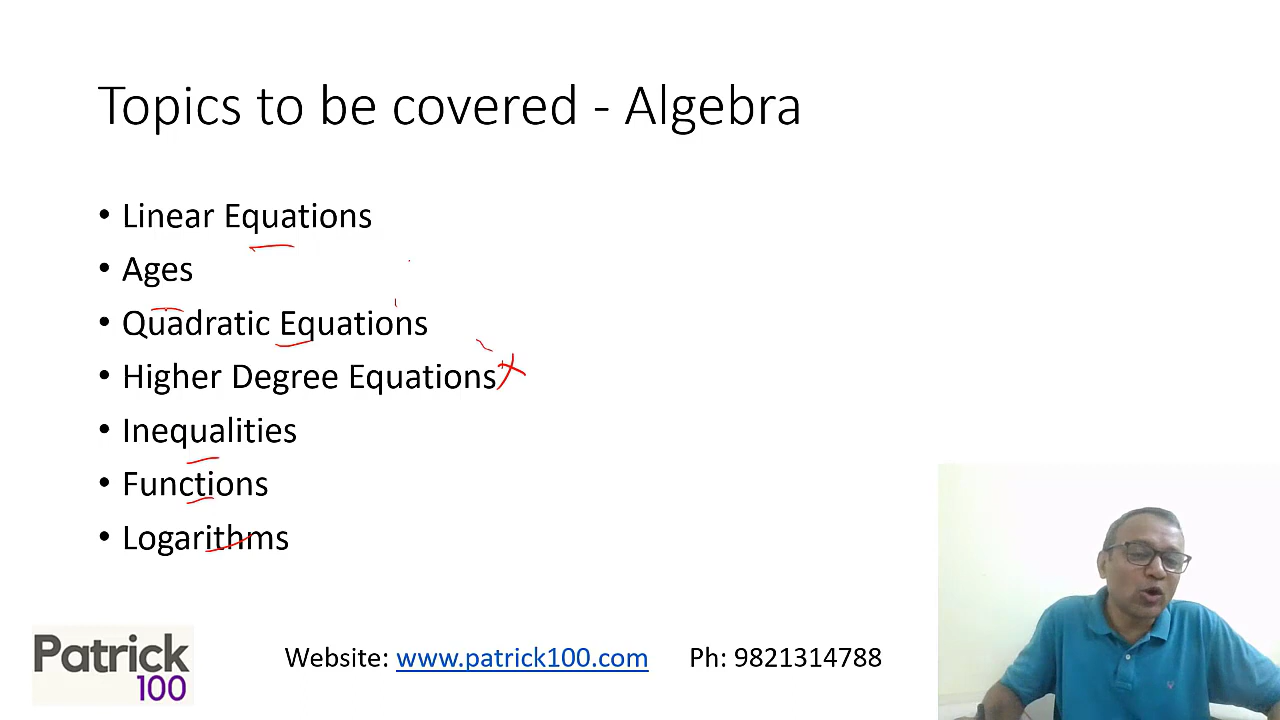 Topics to be covered - Algebra
• Linear Equations
• Ages
• Quadratic Equations
• Higher Degree Equations
• Inequalities
• Functions
• Logarithms
Patrick
100
Website: www.patrick100.com Ph: 9821314788